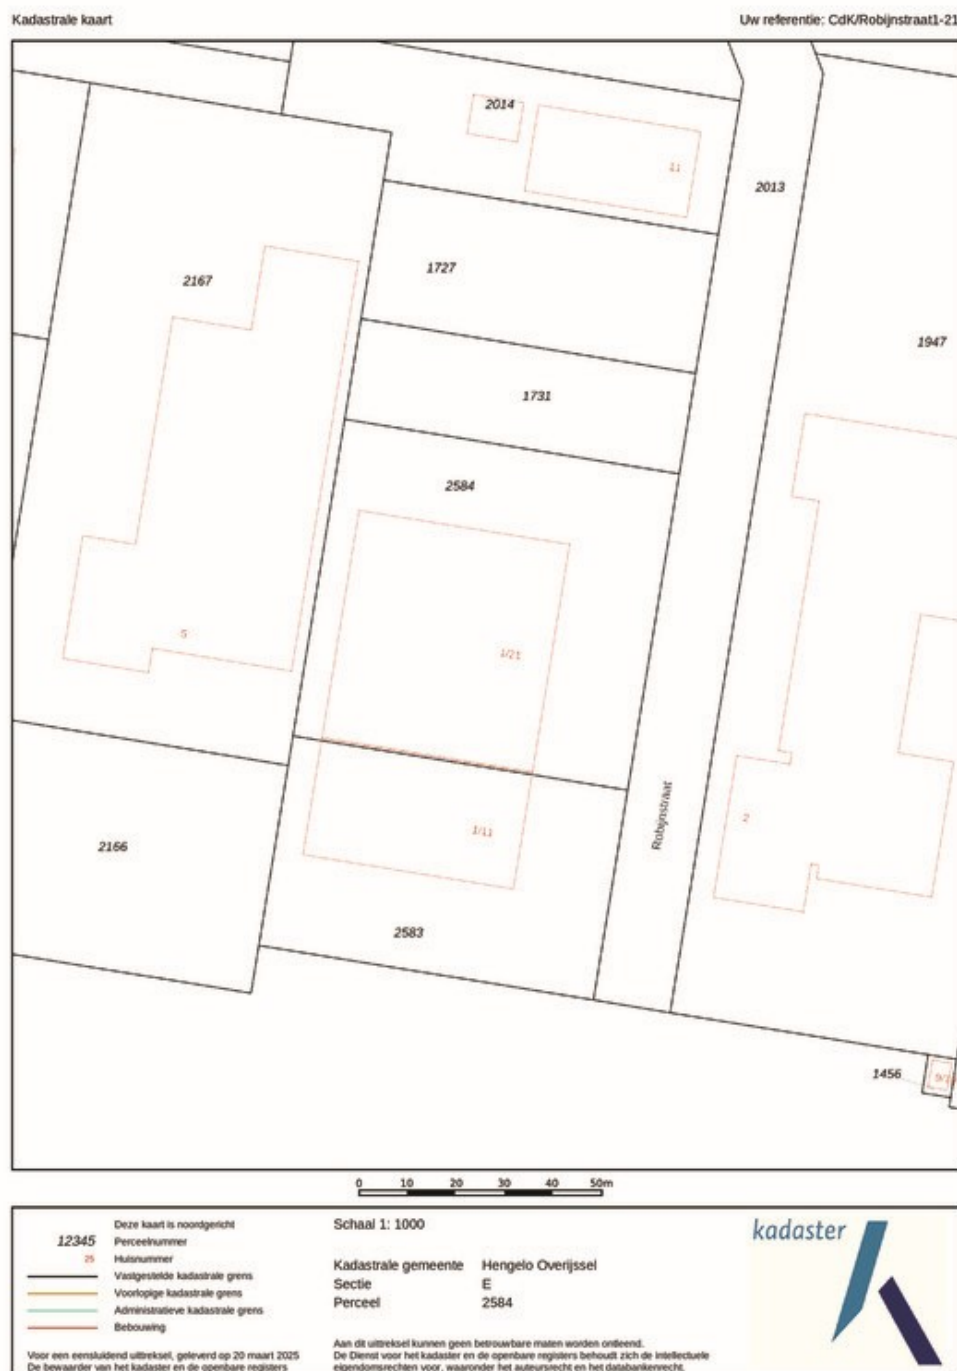 Kadastrale kaart
Uw referentie: CdK/Robijnstraat1-21
2014
11
2013
2167
1727
1947
1731
2584
5
1/21
Robijnstraat
2
1/11
2166
2583
1456
0 10 20 30 40 50m
Deze kaart is noordgericht
12345 Perceelnummer
25 Huisnummer
Vastgestelde kadastrale grens
Voorlopige kadastrale grens
Administratieve kadastrale grens
Bebouwing
Voor een eensluidend uittreksel, geleverd op 20 maart 2025
De bewaarder van het kadaster en de openbare registers
Schaal 1: 1000
Kadastrale gemeente Hengelo Overijssel
Sectie E
Perceel 2584
Aan dit uittreksel kunnen geen betrouwbare maten worden ontleend.
De Dienst voor het kadaster en de openbare registers behoudt zich de intellectuele
eigendomsrechten voor, waaronder het auteursrecht en het databankenrecht.
kadaster